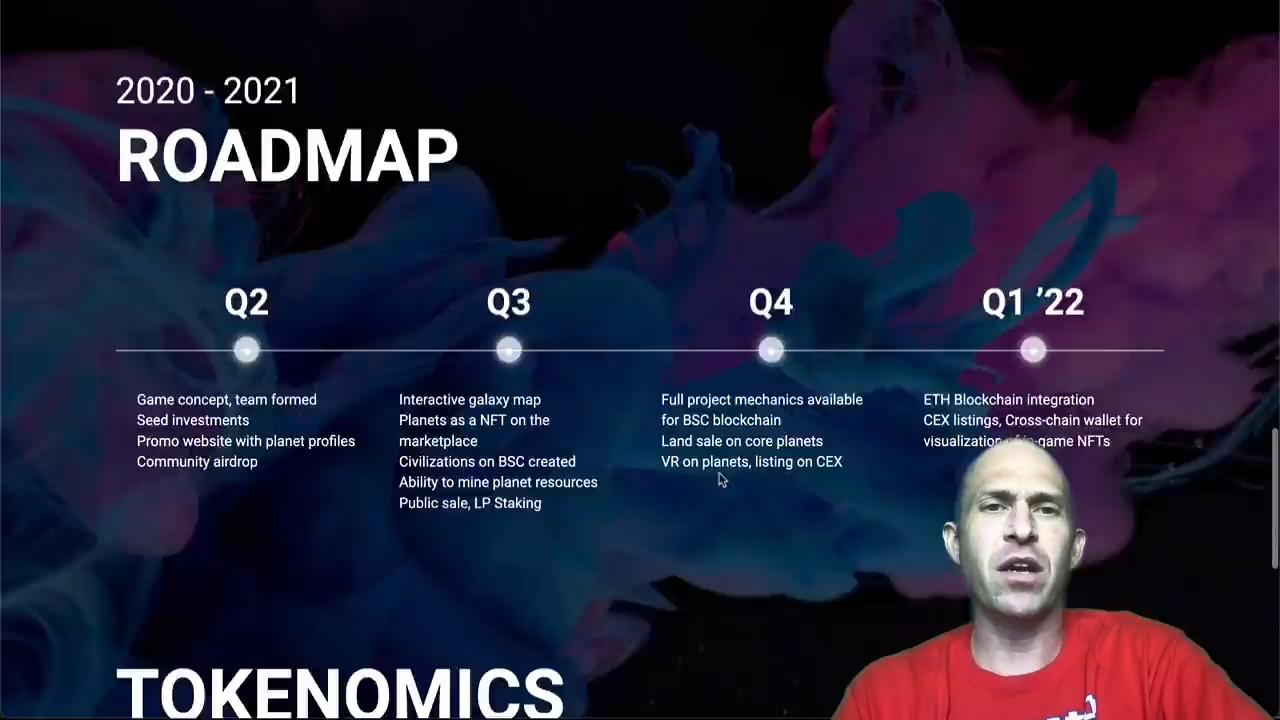 2020 - 2021
ROADMAP
Q2
Game concept, team formed
Seed investments
Promo website with planet profiles
Community airdrop
Q3
Interactive galaxy map
Planets as a NFT on the
marketplace
Civilizations on BSC created
Ability to mine planet resources
Public sale, LP Staking
Q4
Full project mechanics available
for BSC blockchain
Land sale on core planets
VR on planets, listing on CEX
Q1 ’22
ETH Blockchain integration
CEX listings, Cross-chain wallet for
visualization game NFTs
TOKENOMICS